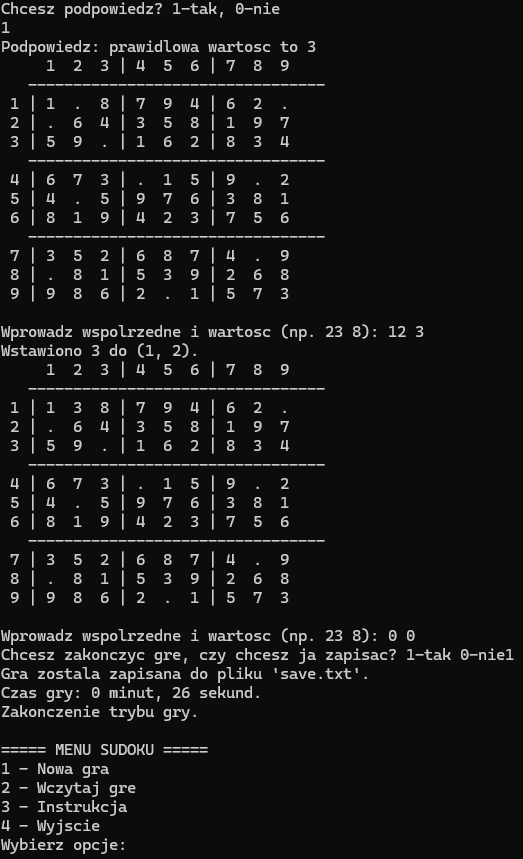 Chcesz podpowiedz? 1-tak, 0-nie
1
Podpowiedz: prawidlowa wartosc to 3
     1  2  3 | 4  5  6 | 7  8  9
   ---------------------------------
 1 | 1  .  8 | 7  9  4 | 6  2  .
 2 | .  6  4 | 3  5  8 | 1  9  7
 3 | 5  9  . | 1  6  2 | 8  3  4
   ---------------------------------
 4 | 6  7  3 | .  1  5 | 9  .  2
 5 | 4  .  5 | 9  7  6 | 3  8  1
 6 | 8  1  9 | 4  2  3 | 7  5  6
   ---------------------------------
 7 | 3  5  2 | 6  8  7 | 4  .  9
 8 | .  8  1 | 5  3  9 | 2  6  8
 9 | 9  8  6 | 2  .  1 | 5  7  3
Wprowadz wspolrzedne i wartosc (np. 23 8): 12 3
Wstawiono 3 do (1, 2).
     1  2  3 | 4  5  6 | 7  8  9
   ---------------------------------
 1 | 1  3  8 | 7  9  4 | 6  2  .
 2 | .  6  4 | 3  5  8 | 1  9  7
 3 | 5  9  . | 1  6  2 | 8  3  4
   ---------------------------------
 4 | 6  7  3 | .  1  5 | 9  .  2
 5 | 4  .  5 | 9  7  6 | 3  8  1
 6 | 8  1  9 | 4  2  3 | 7  5  6
   ---------------------------------
 7 | 3  5  2 | 6  8  7 | 4  .  9
 8 | .  8  1 | 5  3  9 | 2  6  8
 9 | 9  8  6 | 2  .  1 | 5  7  3
Wprowadz wspolrzedne i wartosc (np. 23 8): 0 0
Chcesz zakonczyc gre, czy chcesz ja zapisac? 1-tak 0-nie1
Gra zostala zapisana do pliku 'save.txt'.
Czas gry: 0 minut, 26 sekund.
Zakonczenie trybu gry.
===== MENU SUDOKU =====
1 - Nowa gra
2 - Wczytaj gre
3 - Instrukcja
4 - Wyjscie
Wybierz opcje: